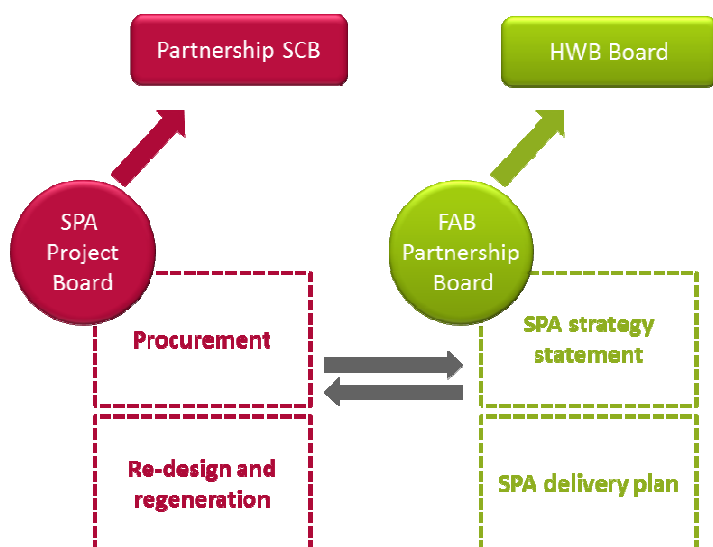 Partnership SCB
HWB Board
SPA
Project
Board
FAB
Partnership
Board
Procurement
SPA strategy
statement
Re-design and
regeneration
SPA delivery plan